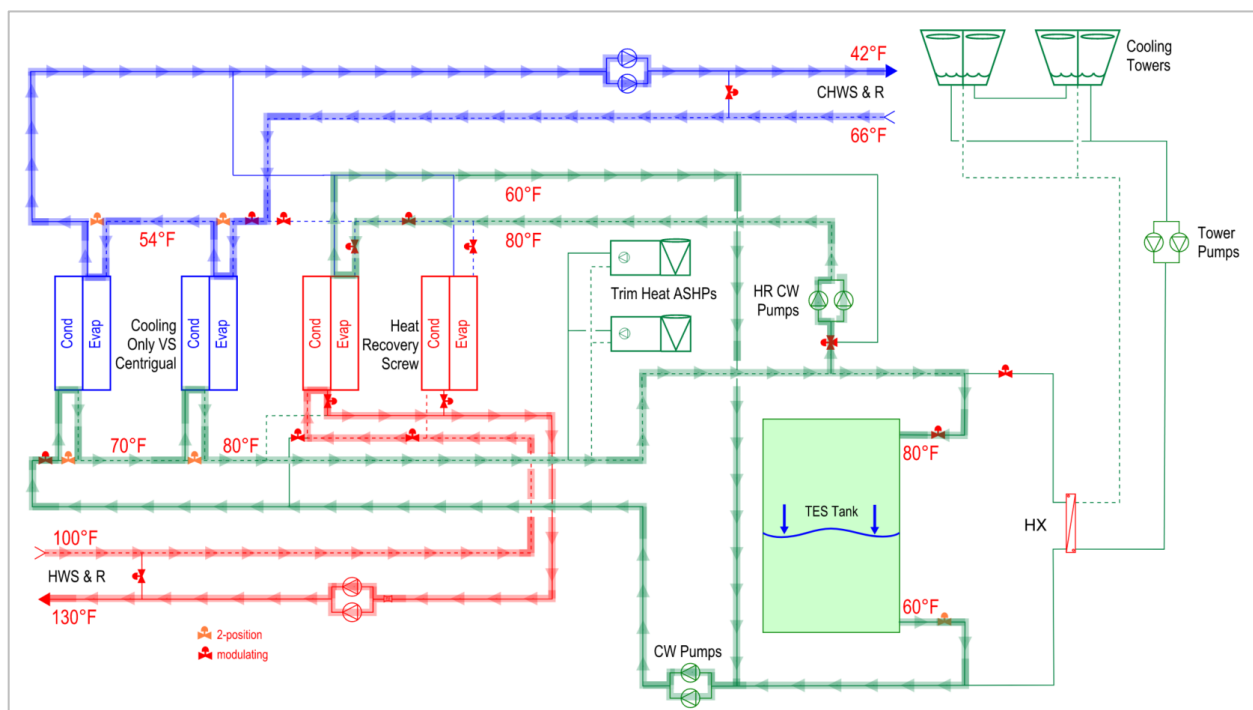 42°F
Cooling
Towers
CHWS & R
66°F
60°F
54°F
80°F
Tower
Pumps
Trim Heat ASHPs
HR CW
Pumps
Cond
Evap
Cooling
Only VS
Centrigual
Cond
Evap
Heat
Recovery
Screw
Cond
Evap
Cond
Evap
70°F
80°F
80°F
TES Tank
HX
100°F
HWS & R
130°F
60°F
2-position
modulating
CW Pumps